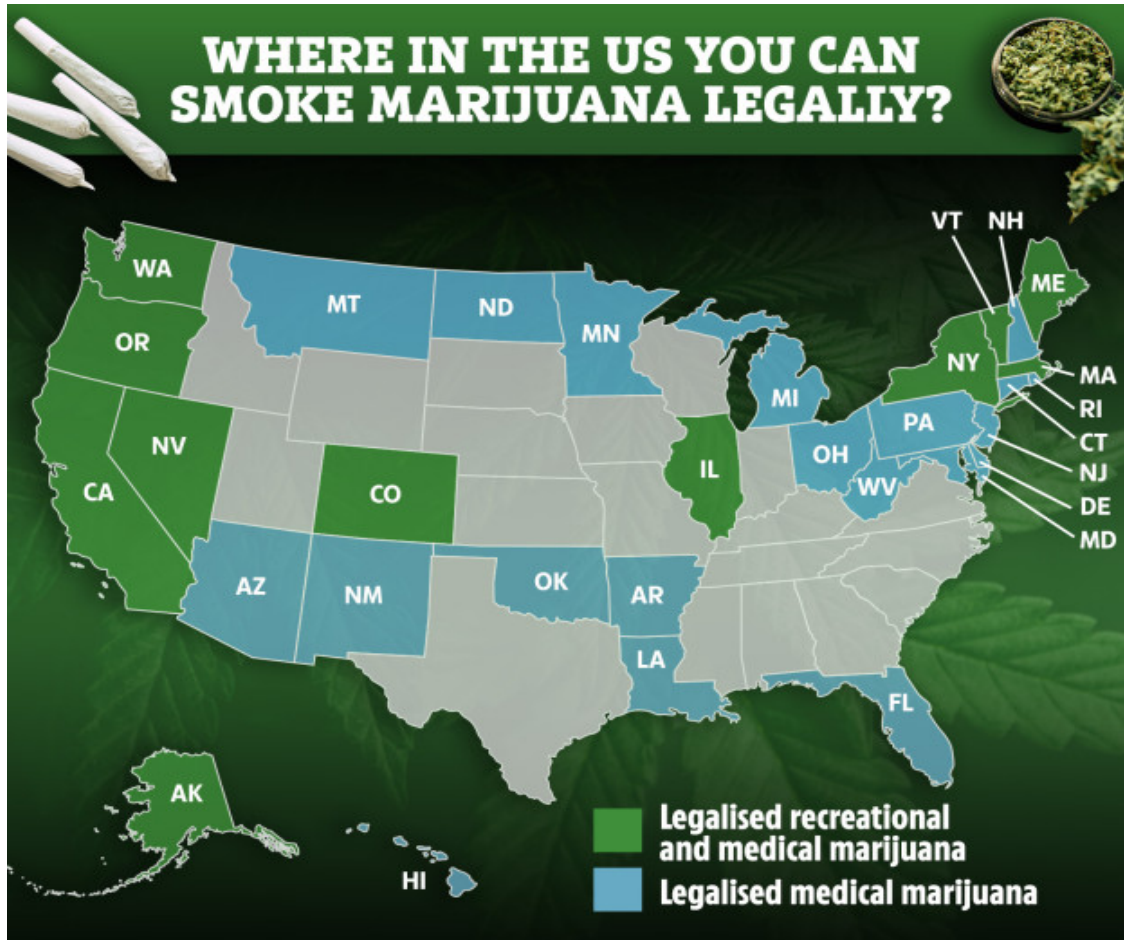 WHERE IN THE US YOU CAN
SMOKE MARIJUANA LEGALLY?
VT NH
WA
ME
MT
ND
MN
OR
NY
MA
MI
RI
PA
CT
NV
OH
IL
NJ
CA
CO
WV
DE
MD
AZ
NM
OK
AR
LA
FL
AK
HI
Legalised recreational
and medical marijuana
Legalised medical marijuana